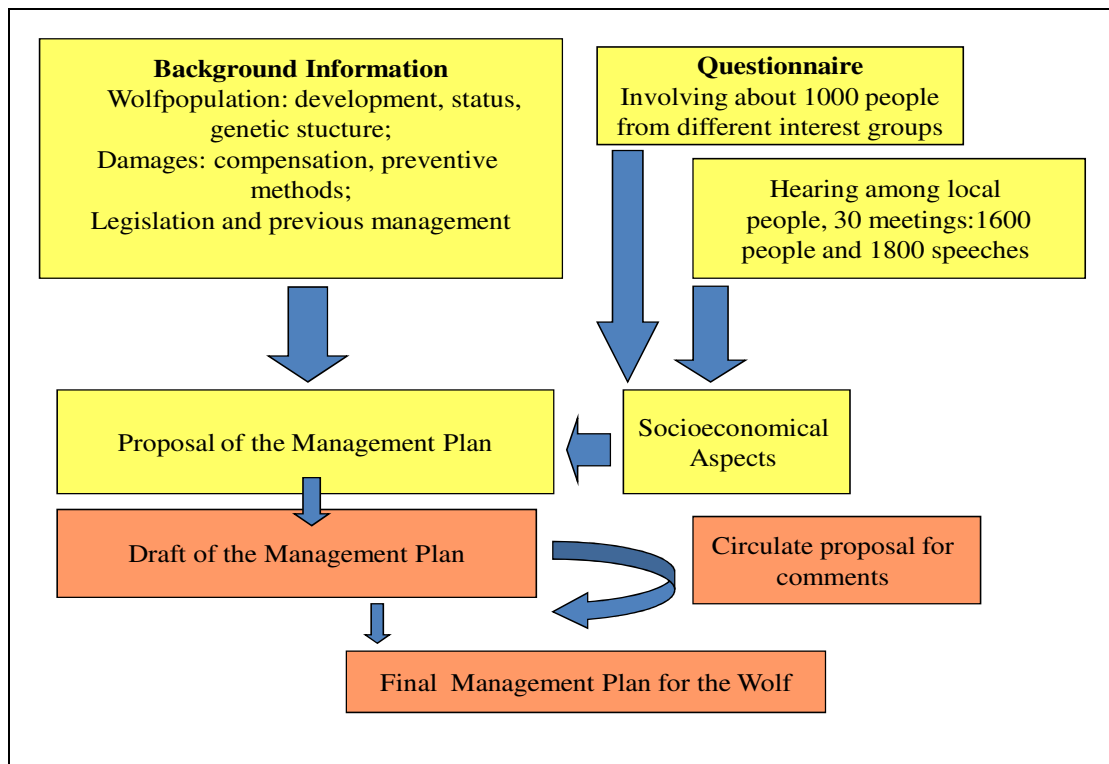 Background Information
Wolfpopulation: development, status,
genetic stucture;
Damages: compensation, preventive
methods;
Legislation and previous management
Questionnaire
Involving about 1000 people
from different interest groups
Hearing among local
people, 30 meetings:1600
people and 1800 speeches
Proposal of the Management Plan
Socioeconomical
Aspects
Draft of the Management Plan
Circulate proposal for
comments
Final Management Plan for the Wolf